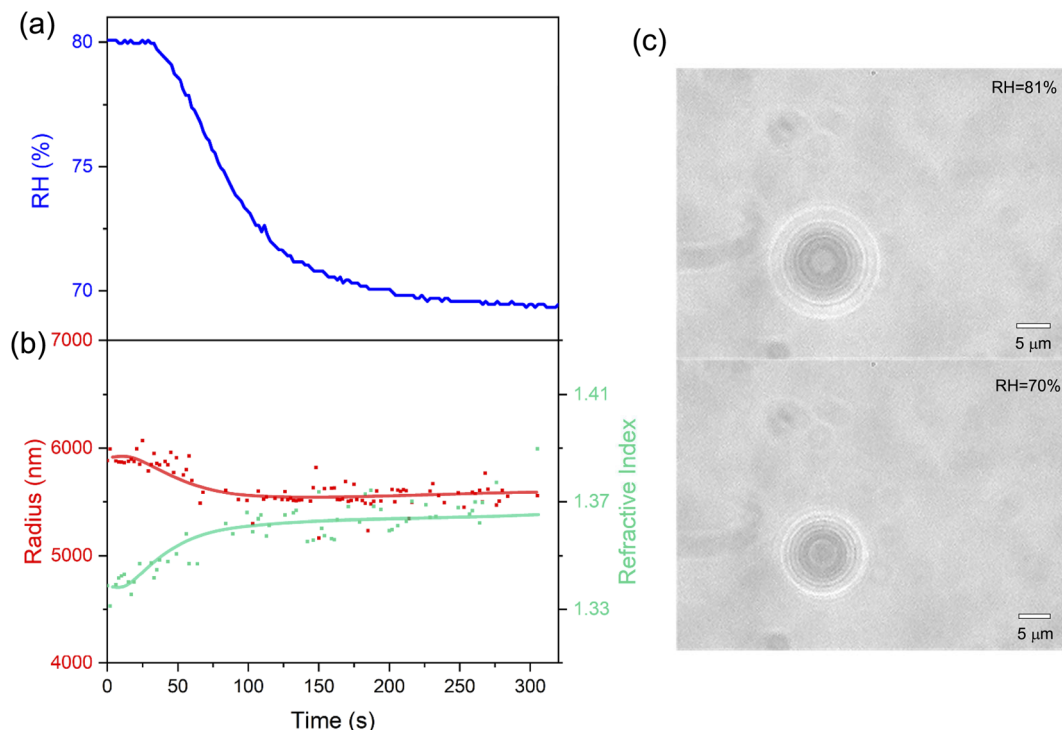 (a)
80
75
70
RH (%)
(b)
7000
6000
5000
4000
Radius (nm)
1.41
1.37
1.33
Refractive Index
0
50
100
150
200
250
300
Time (s)
(c)
RH=81%
5 μm
RH=70%
5 μm